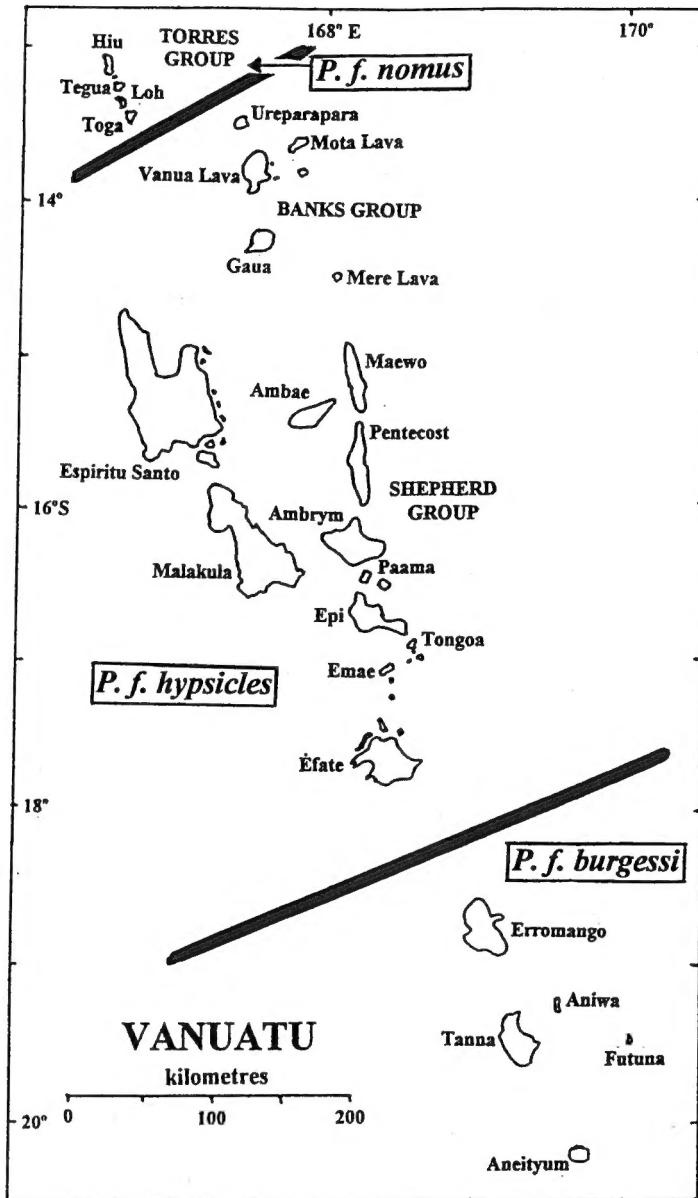 168° E
170°
Hiu
TORRES
GROUP
P. f. nomus
Tegua
Loh
Toga
Ureparapara
Mota Lava
Vanua Lava
14°
BANKS GROUP
Gaua
Mere Lava
Maewo
Ambae
Pentecost
Espiritu Santo
SHEPHERD
GROUP
16°S
Ambrym
Malakula
Paama
Epi
Tongoa
Emae
P. f. hypsicles
Efate
18°
P. f. burgessi
Erromango
Aniwa
VANUATU
Tanna
Futuna
kilometres
0 100 200
20°
Aneityum